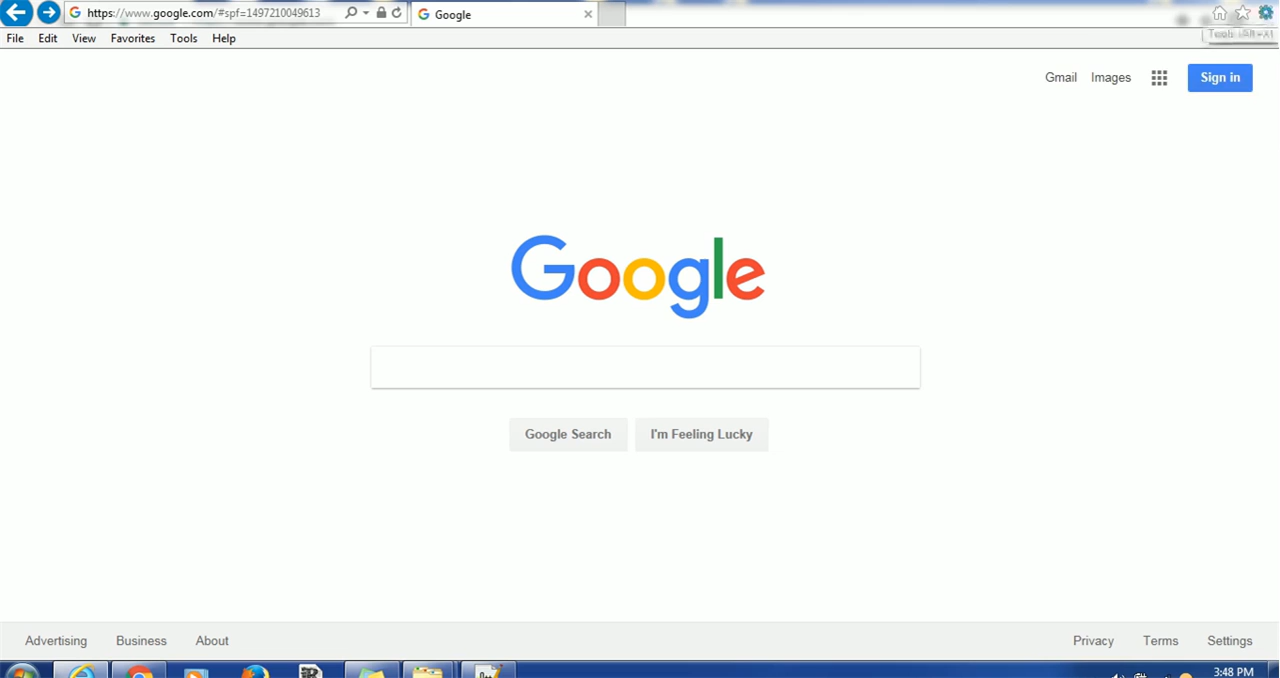 https://www.google.com/#spf=1497210049613
Google
File Edit View Favorites Tools Help
Gmail Images Sign in
Google
Google Search I'm Feeling Lucky
Advertising Business About Privacy Terms Settings
3:48 PM